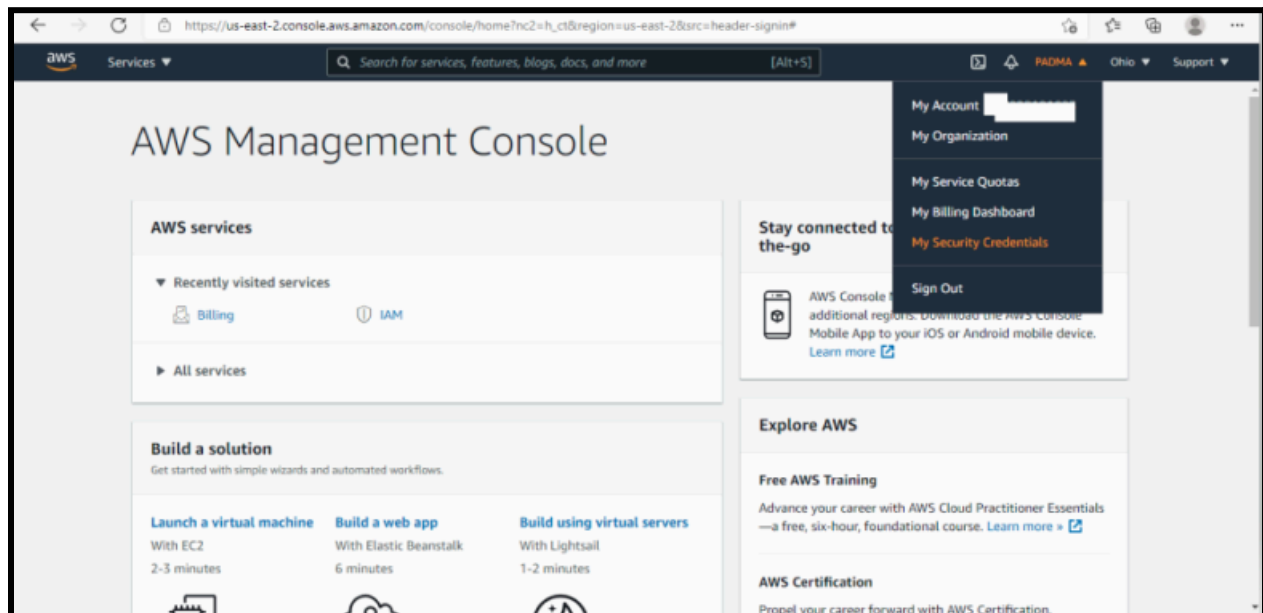 https://us-east-2.console.aws.amazon.com/console/home?nc2=h_ct&region=us-east-2&src=header-signin#
aws Services ▼ Search for services, features, blogs, docs, and more [Alt+S] PADMA ▲ Ohio ▼ Support ▼
My Account
My Organization
My Service Quotas
My Billing Dashboard
My Security Credentials
Sign Out
AWS Management Console
AWS services
▼ Recently visited services
Billing IAM
▶ All services
Build a solution
Get started with simple wizards and automated workflows.
Launch a virtual machine
With EC2
2-3 minutes
Build a web app
With Elastic Beanstalk
6 minutes
Build using virtual servers
With Lightsail
1-2 minutes
Stay connected
the-go
AWS Console
additional regions. Download the AWS Console
Mobile App to your iOS or Android mobile device.
Learn more
Explore AWS
Free AWS Training
Advance your career with AWS Cloud Practitioner Essentials
—a free, six-hour, foundational course. Learn more »
AWS Certification
Propel your career forward with AWS Certification.